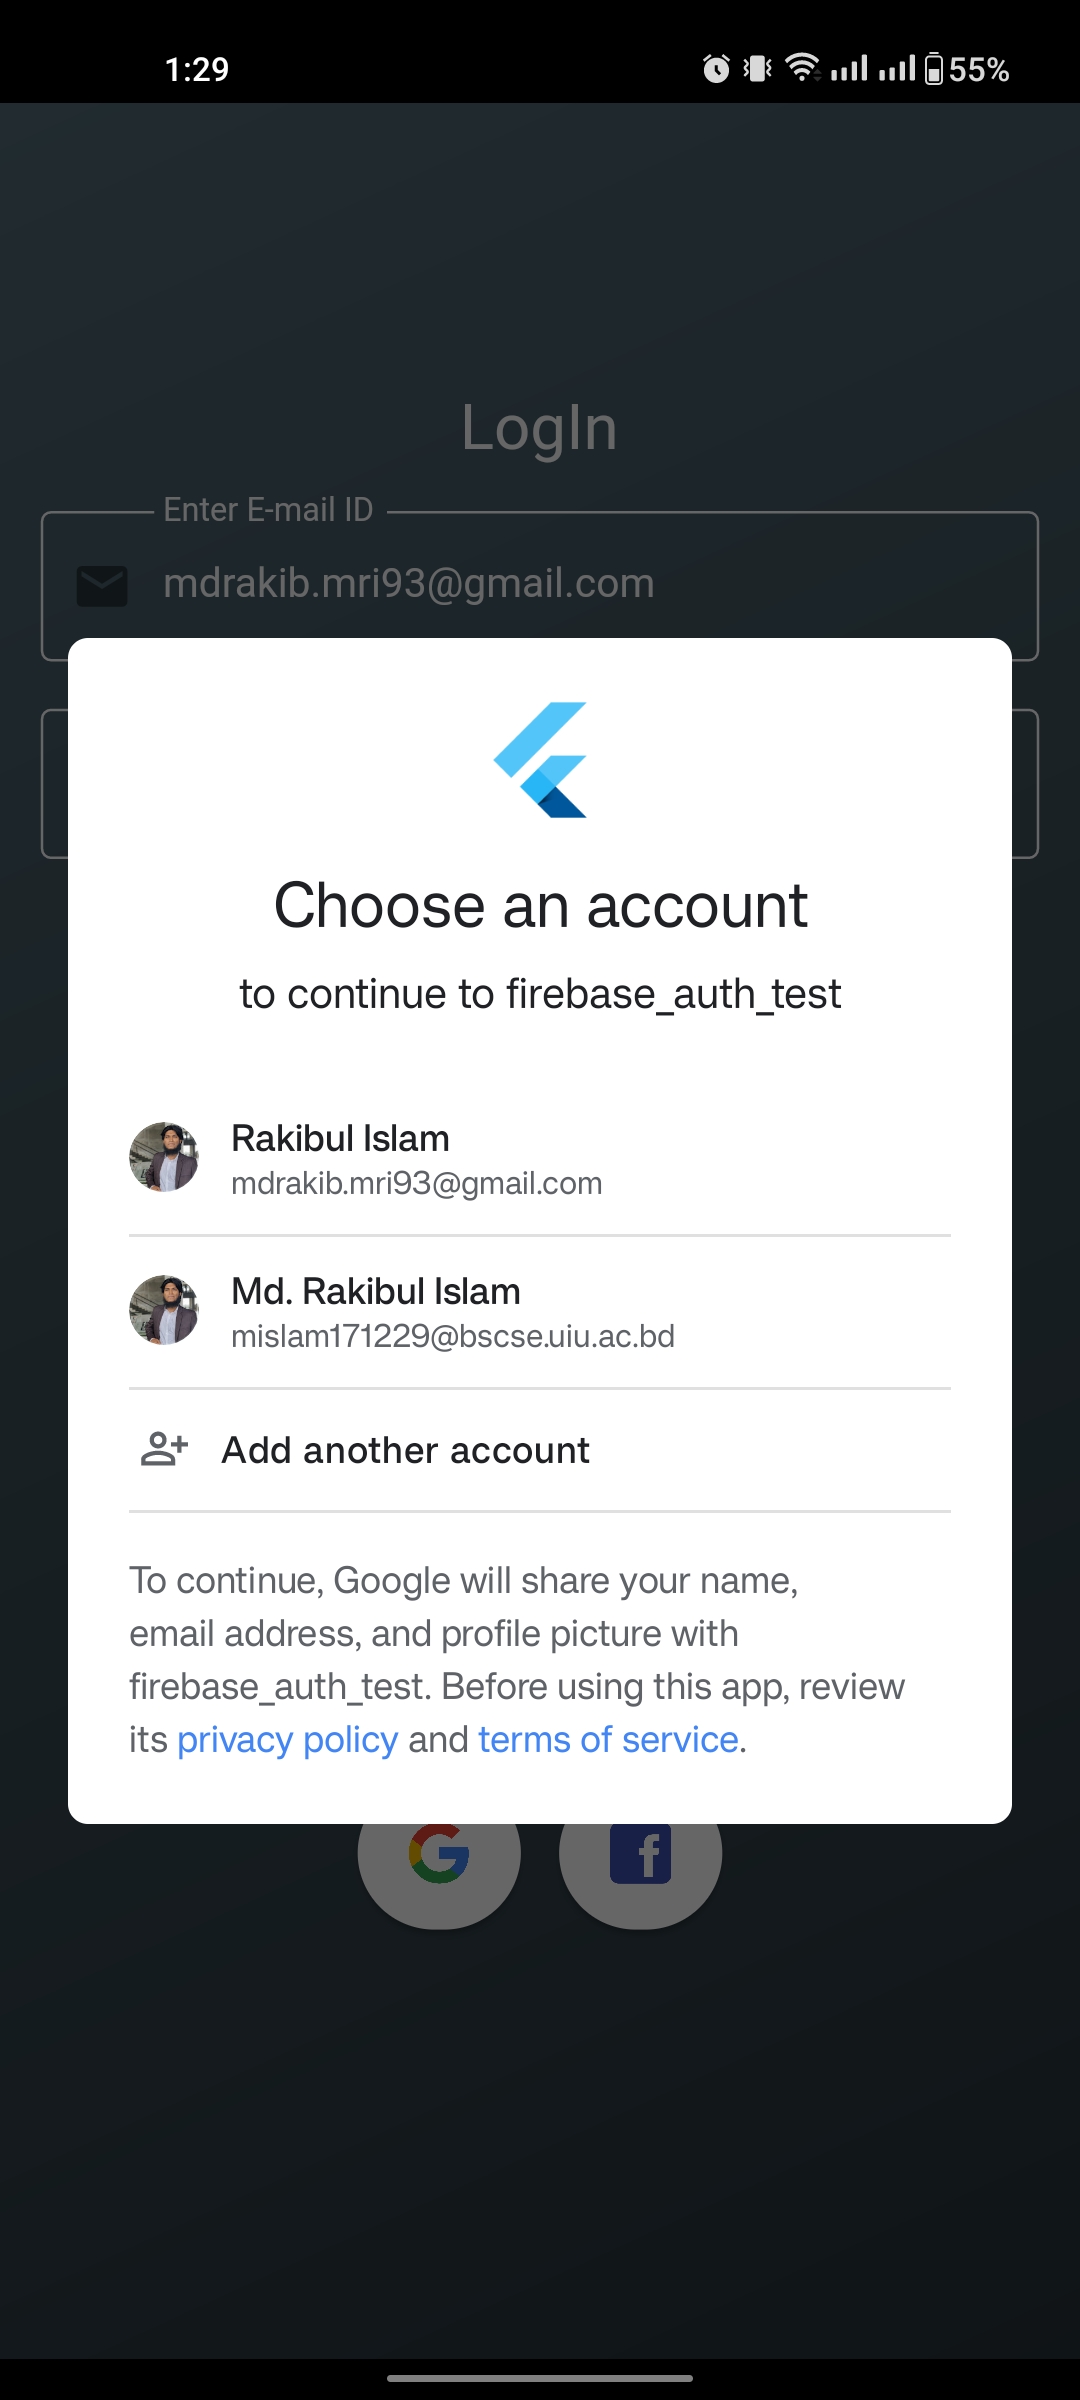 1:29
55%
LogIn
Enter E-mail ID
mdrakib.mri93@gmail.com
Choose an account
to continue to firebase_auth_test
Rakibul Islam
mdrakib.mri93@gmail.com
Md. Rakibul Islam
mislam171229@bscse.uiu.ac.bd
Add another account
To continue, Google will share your name,
email address, and profile picture with
firebase_auth_test. Before using this app, review
its privacy policy and terms of service.